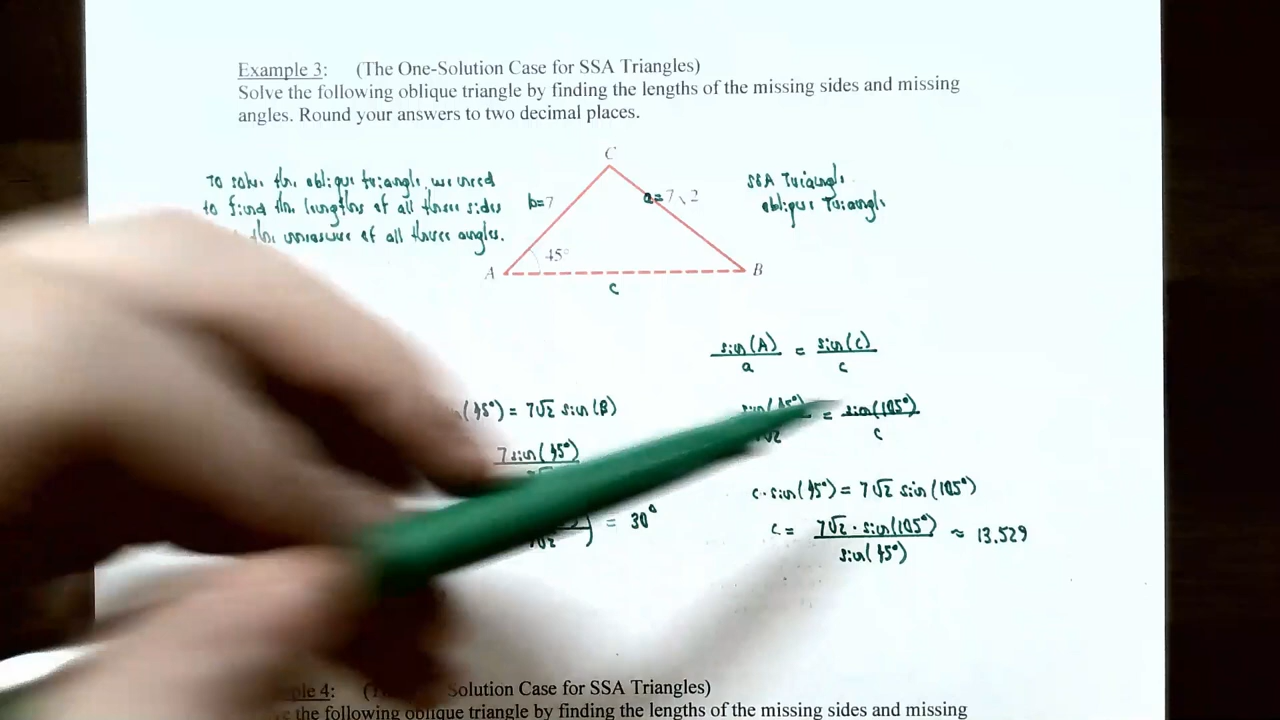 Example 3: (The One-Solution Case for SSA Triangles)
Solve the following oblique triangle by finding the lengths of the missing sides and missing
angles. Round your answers to two decimal places.
To solve the oblique triangle, we need
to find the lengths of all three sides
the measure of all three angles.
C
b=7
a=7√2
SSA Triangle
oblique Triangle
45°
A
B
c
sin(A)/a = sin(C)/c
(45°) = 7√2 sin(B)
= sin(105°)/c
7 sin(45°)
c·sin(45°) = 7√2 sin(105°)
= 30°
c = 7√2·sin(105°)/sin(45°) ≈ 13.529
ple 4: Solution Case for SSA Triangles)
the following oblique triangle by finding the lengths of the missing sides and missing